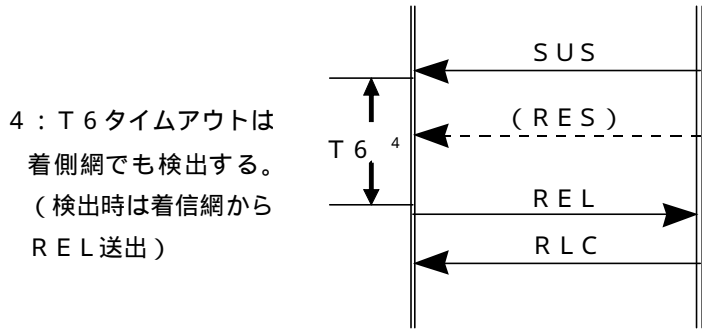 4：T6タイムアウトは
着側網でも検出する。
（検出時は着信網から
REL送出）
SUS
(RES)
T6 4
REL
RLC